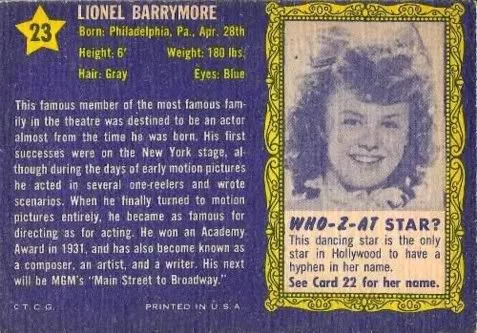 23
LIONEL BARRYMORE
Born: Philadelphia, Pa., Apr. 28th
Height: 6' Weight: 180 lbs.
Hair: Gray Eyes: Blue
This famous member of the most famous fam-
ily in the theatre was destined to be an actor
almost from the time he was born. His first
successes were on the New York stage, al-
though during the days of early motion pictures
he acted in several one-reelers and wrote
scenarios. When he finally turned to motion
pictures entirely, he became as famous for
directing as for acting. He won an Academy
Award in 1931, and has also become known as
a composer, an artist, and a writer. His next
will be MGM's "Main Street to Broadway."
C.T.C.G. PRINTED IN U.S.A
WHO-Z-AT STAR?
This dancing star is the only
star in Hollywood to have a
hyphen in her name.
See Card 22 for her name.